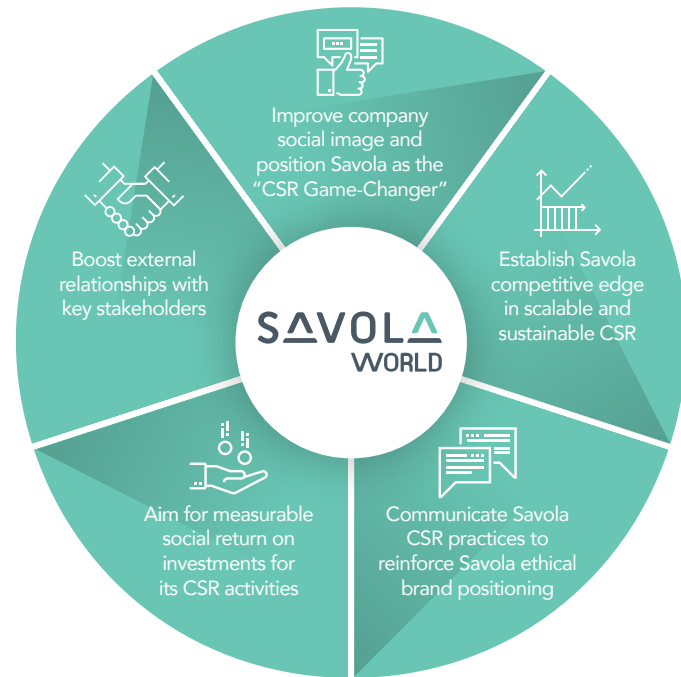 Improve company
social image and
position Savola as the
“CSR Game-Changer”
Establish Savola
competitive edge
in scalable and
sustainable CSR
Communicate Savola
CSR practices to
reinforce Savola ethical
brand positioning
Aim for measurable
social return on
investments for
its CSR activities
Boost external
relationships with
key stakeholders
SAVOLA
WORLD